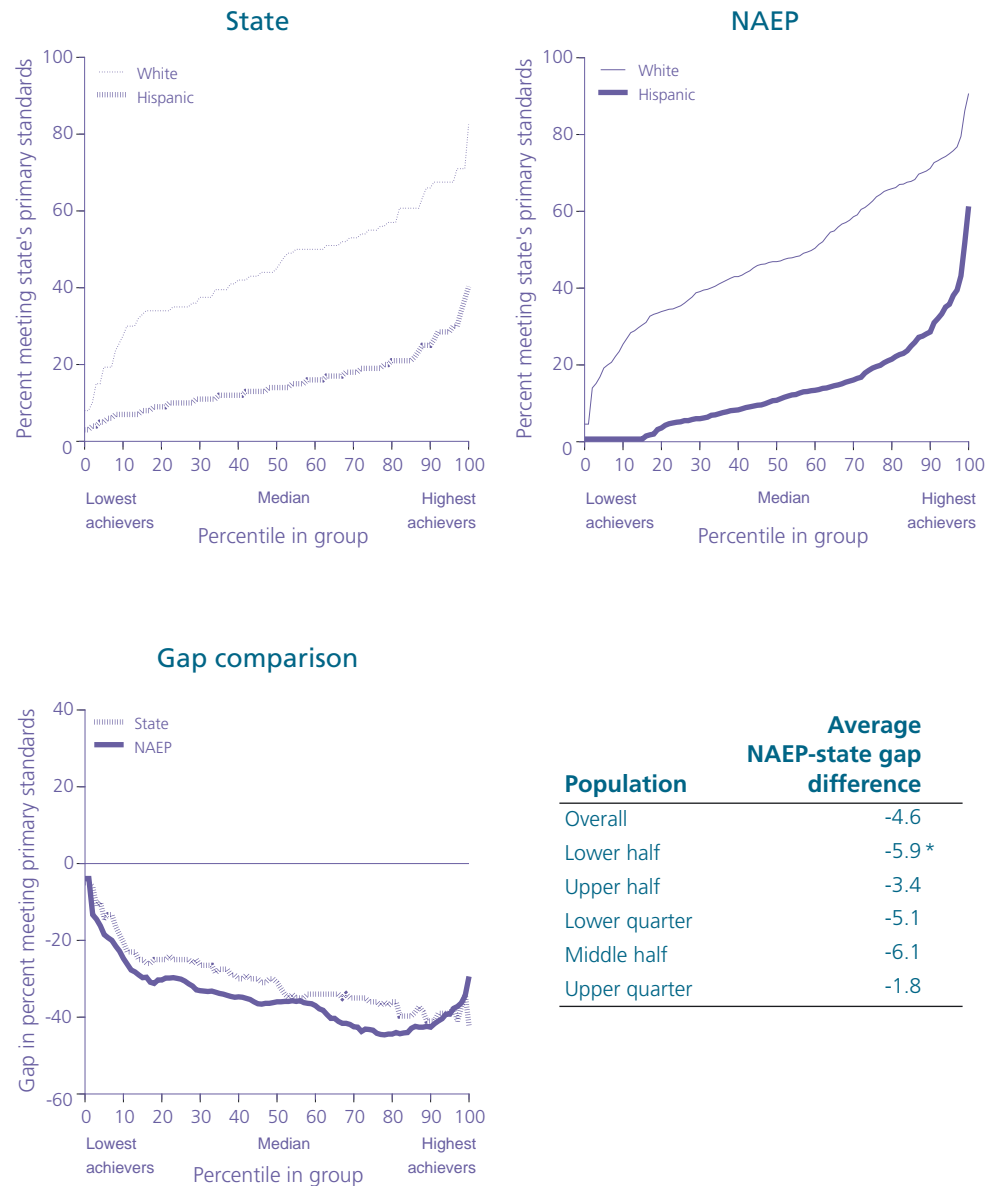 State
Percent meeting state's primary standards
100
80
60
40
20
0
White
Hispanic
0 10 20 30 40 50 60 70 80 90 100
Lowest achievers
Median
Highest achievers
Percentile in group
NAEP
Percent meeting state's primary standards
100
80
60
40
20
0
White
Hispanic
0 10 20 30 40 50 60 70 80 90 100
Lowest achievers
Median
Highest achievers
Percentile in group
Gap comparison
Gap in percent meeting primary standards
40
20
0
-20
-40
-60
State
NAEP
0 10 20 30 40 50 60 70 80 90 100
Lowest achievers
Median
Highest achievers
Percentile in group
Average
NAEP-state gap
Population difference
Overall -4.6
Lower half -5.9 *
Upper half -3.4
Lower quarter -5.1
Middle half -6.1
Upper quarter -1.8